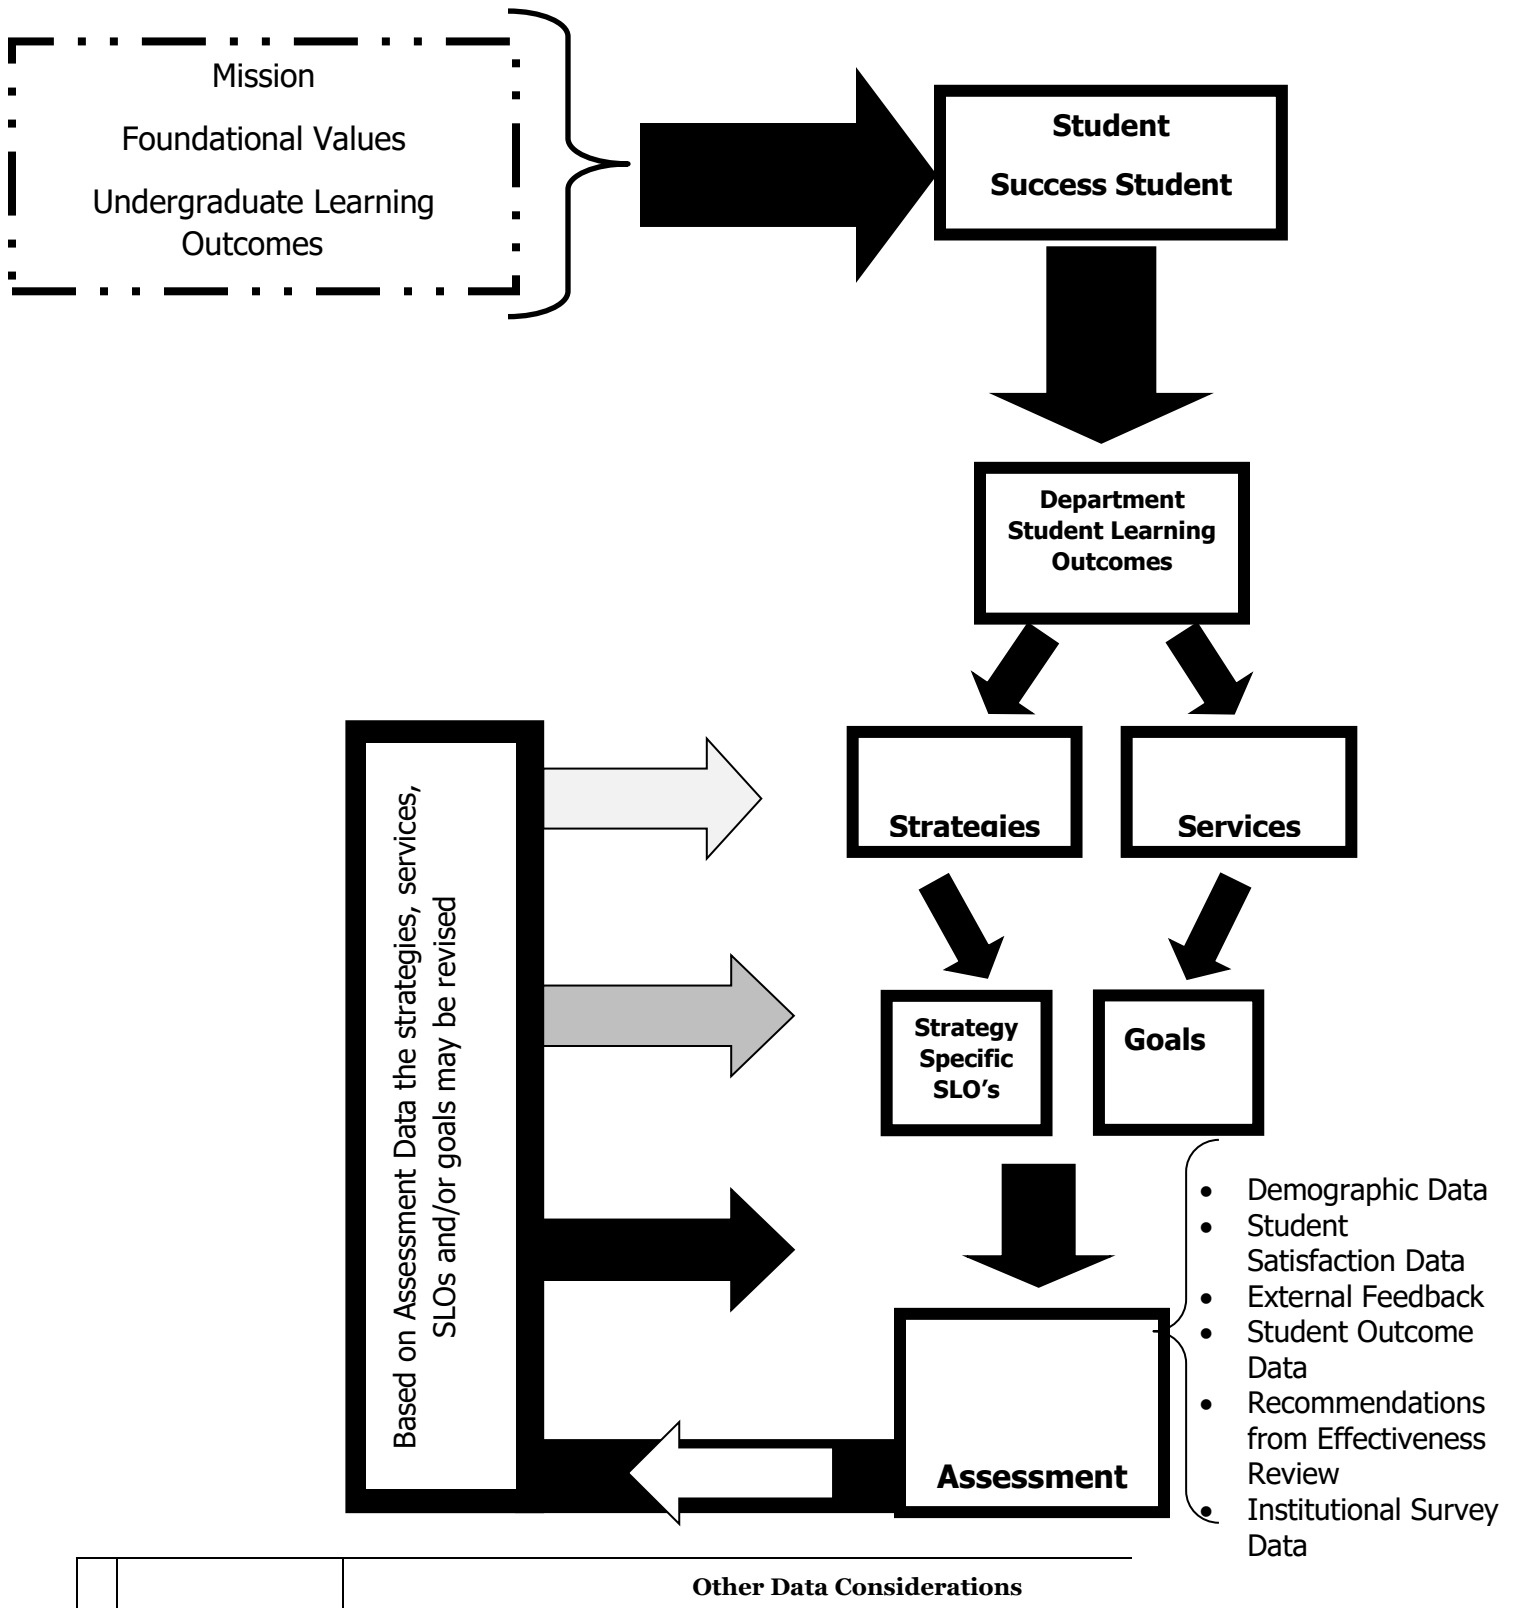 Mission
Foundational Values
Undergraduate Learning
Outcomes
Student
Success Student
Department
Student Learning
Outcomes
Strategies
Services
Based on Assessment Data the strategies, services,
SLOs and/or goals may be revised
Strategy
Specific
SLO’s
Goals
• Demographic Data
• Student
Satisfaction Data
• External Feedback
• Student Outcome
Data
• Recommendations
from Effectiveness
Review
• Institutional Survey
Data
Assessment
Other Data Considerations